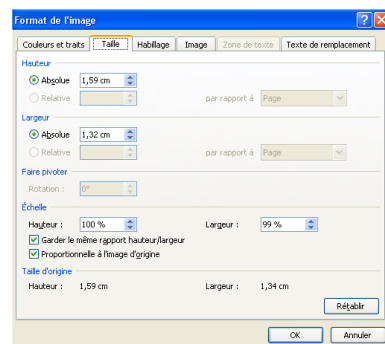 Format de l'image
Couleurs et traits Taille Habillage Image Zone de texte Texte de remplacement
Hauteur
Absolue 1,59 cm
Relative par rapport à Page
Largeur
Absolue 1,32 cm
Relative par rapport à Page
Faire pivoter
Rotation : 0°
Échelle
Hauteur : 100 % Largeur : 99 %
Garder le même rapport hauteur/largeur
Proportionnelle à l'image d'origine
Taille d'origine
Hauteur : 1,59 cm Largeur : 1,34 cm
Rétablir
OK Annuler